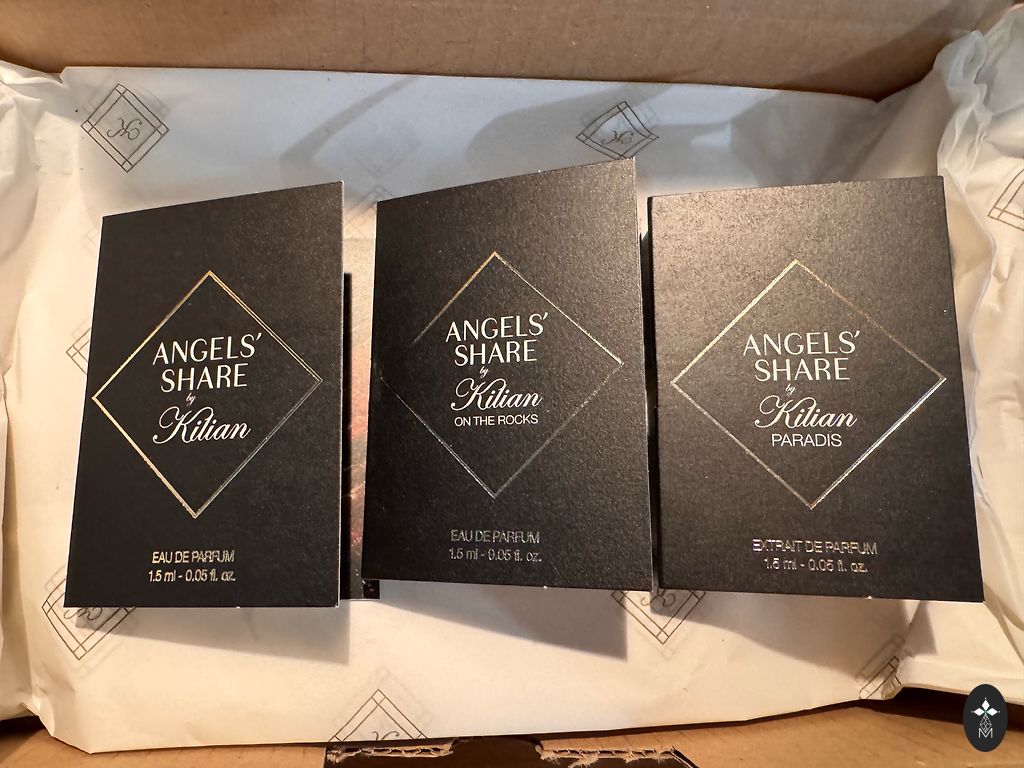 ANGELS’
SHARE
by
Kilian
EAU DE PARFUM
1.5 ml - 0.05 fl. oz.
ANGELS’
SHARE
by
Kilian
ON THE ROCKS
EAU DE PARFUM
1.5 ml - 0.05 fl. oz.
ANGELS’
SHARE
by
Kilian
PARADIS
EXTRAIT DE PARFUM
1.5 ml - 0.05 fl. oz.
K
K
K
M